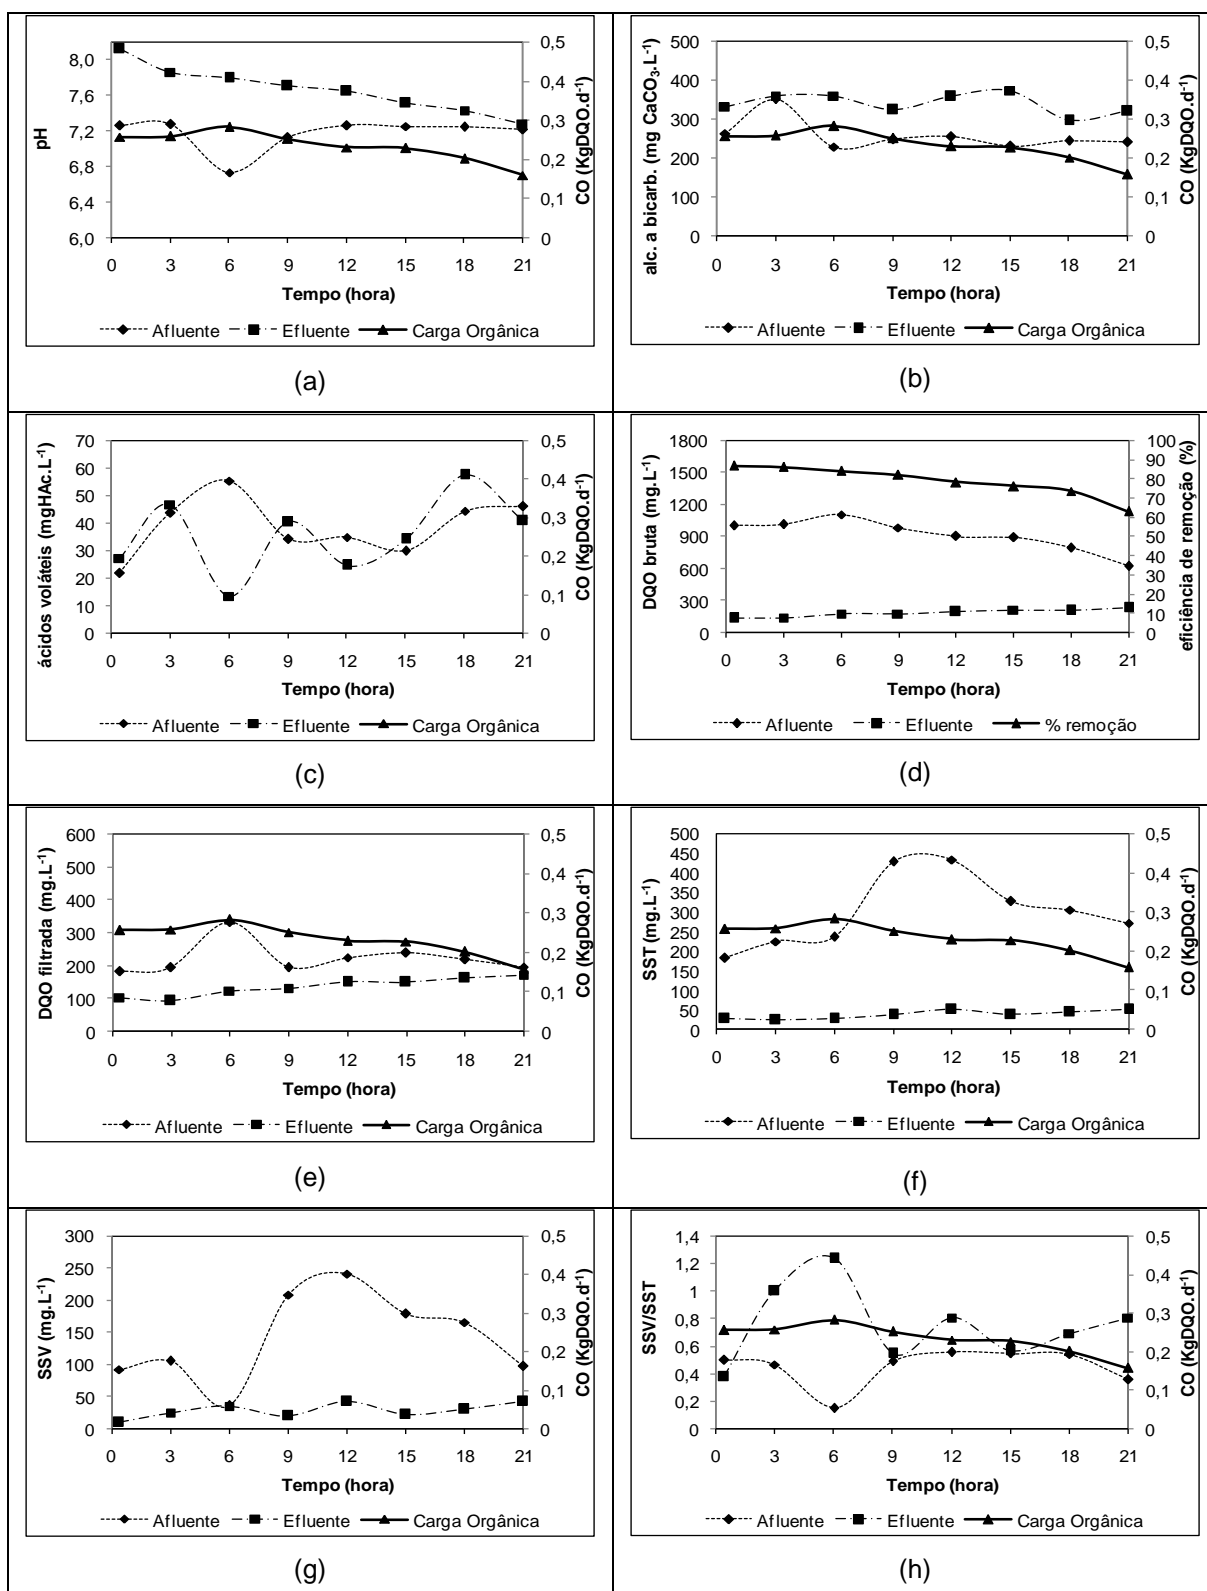 pH
8,0
7,6
7,2
6,8
6,4
6,0
0,5
0,4
0,3
0,2
0,1
0
CO (KgDQO.d⁻¹)
0 3 6 9 12 15 18 21
Tempo (hora)
Afluente Efluente Carga Orgânica
(a)
alc. a bicarb. (mg CaCO₃.L⁻¹)
500
400
300
200
100
0
0,5
0,4
0,3
0,2
0,1
0
CO (KgDQO.d⁻¹)
0 3 6 9 12 15 18 21
Tempo (hora)
Afluente Efluente Carga Orgânica
(b)
ácidos voláteis (mgHAc.L⁻¹)
70
60
50
40
30
20
10
0
0,5
0,4
0,3
0,2
0,1
0
CO (KgDQO.d⁻¹)
0 3 6 9 12 15 18 21
Tempo (hora)
Afluente Efluente Carga Orgânica
(c)
DQO bruta (mg.L⁻¹)
1800
1500
1200
900
600
300
0
100
90
80
70
60
50
40
30
20
10
0
eficiência de remoção (%)
0 3 6 9 12 15 18 21
Tempo (hora)
Afluente Efluente % remoção
(d)
DQO filtrada (mg.L⁻¹)
600
500
400
300
200
100
0
0,5
0,4
0,3
0,2
0,1
0
CO (KgDQO.d⁻¹)
0 3 6 9 12 15 18 21
Tempo (hora)
Afluente Efluente Carga Orgânica
(e)
SST (mg.L⁻¹)
500
450
400
350
300
250
200
150
100
50
0
0,5
0,4
0,3
0,2
0,1
0
CO (KgDQO.d⁻¹)
0 3 6 9 12 15 18 21
Tempo (hora)
Afluente Efluente Carga Orgânica
(f)
SSV (mg.L⁻¹)
300
250
200
150
100
50
0
0,5
0,4
0,3
0,2
0,1
0
CO (KgDQO.d⁻¹)
0 3 6 9 12 15 18 21
Tempo (hora)
Afluente Efluente Carga Orgânica
(g)
SSV/SST
1,4
1,2
1
0,8
0,6
0,4
0,2
0
0,5
0,4
0,3
0,2
0,1
0
CO (KgDQO.d⁻¹)
0 3 6 9 12 15 18 21
Tempo (hora)
Afluente Efluente Carga Orgânica
(h)